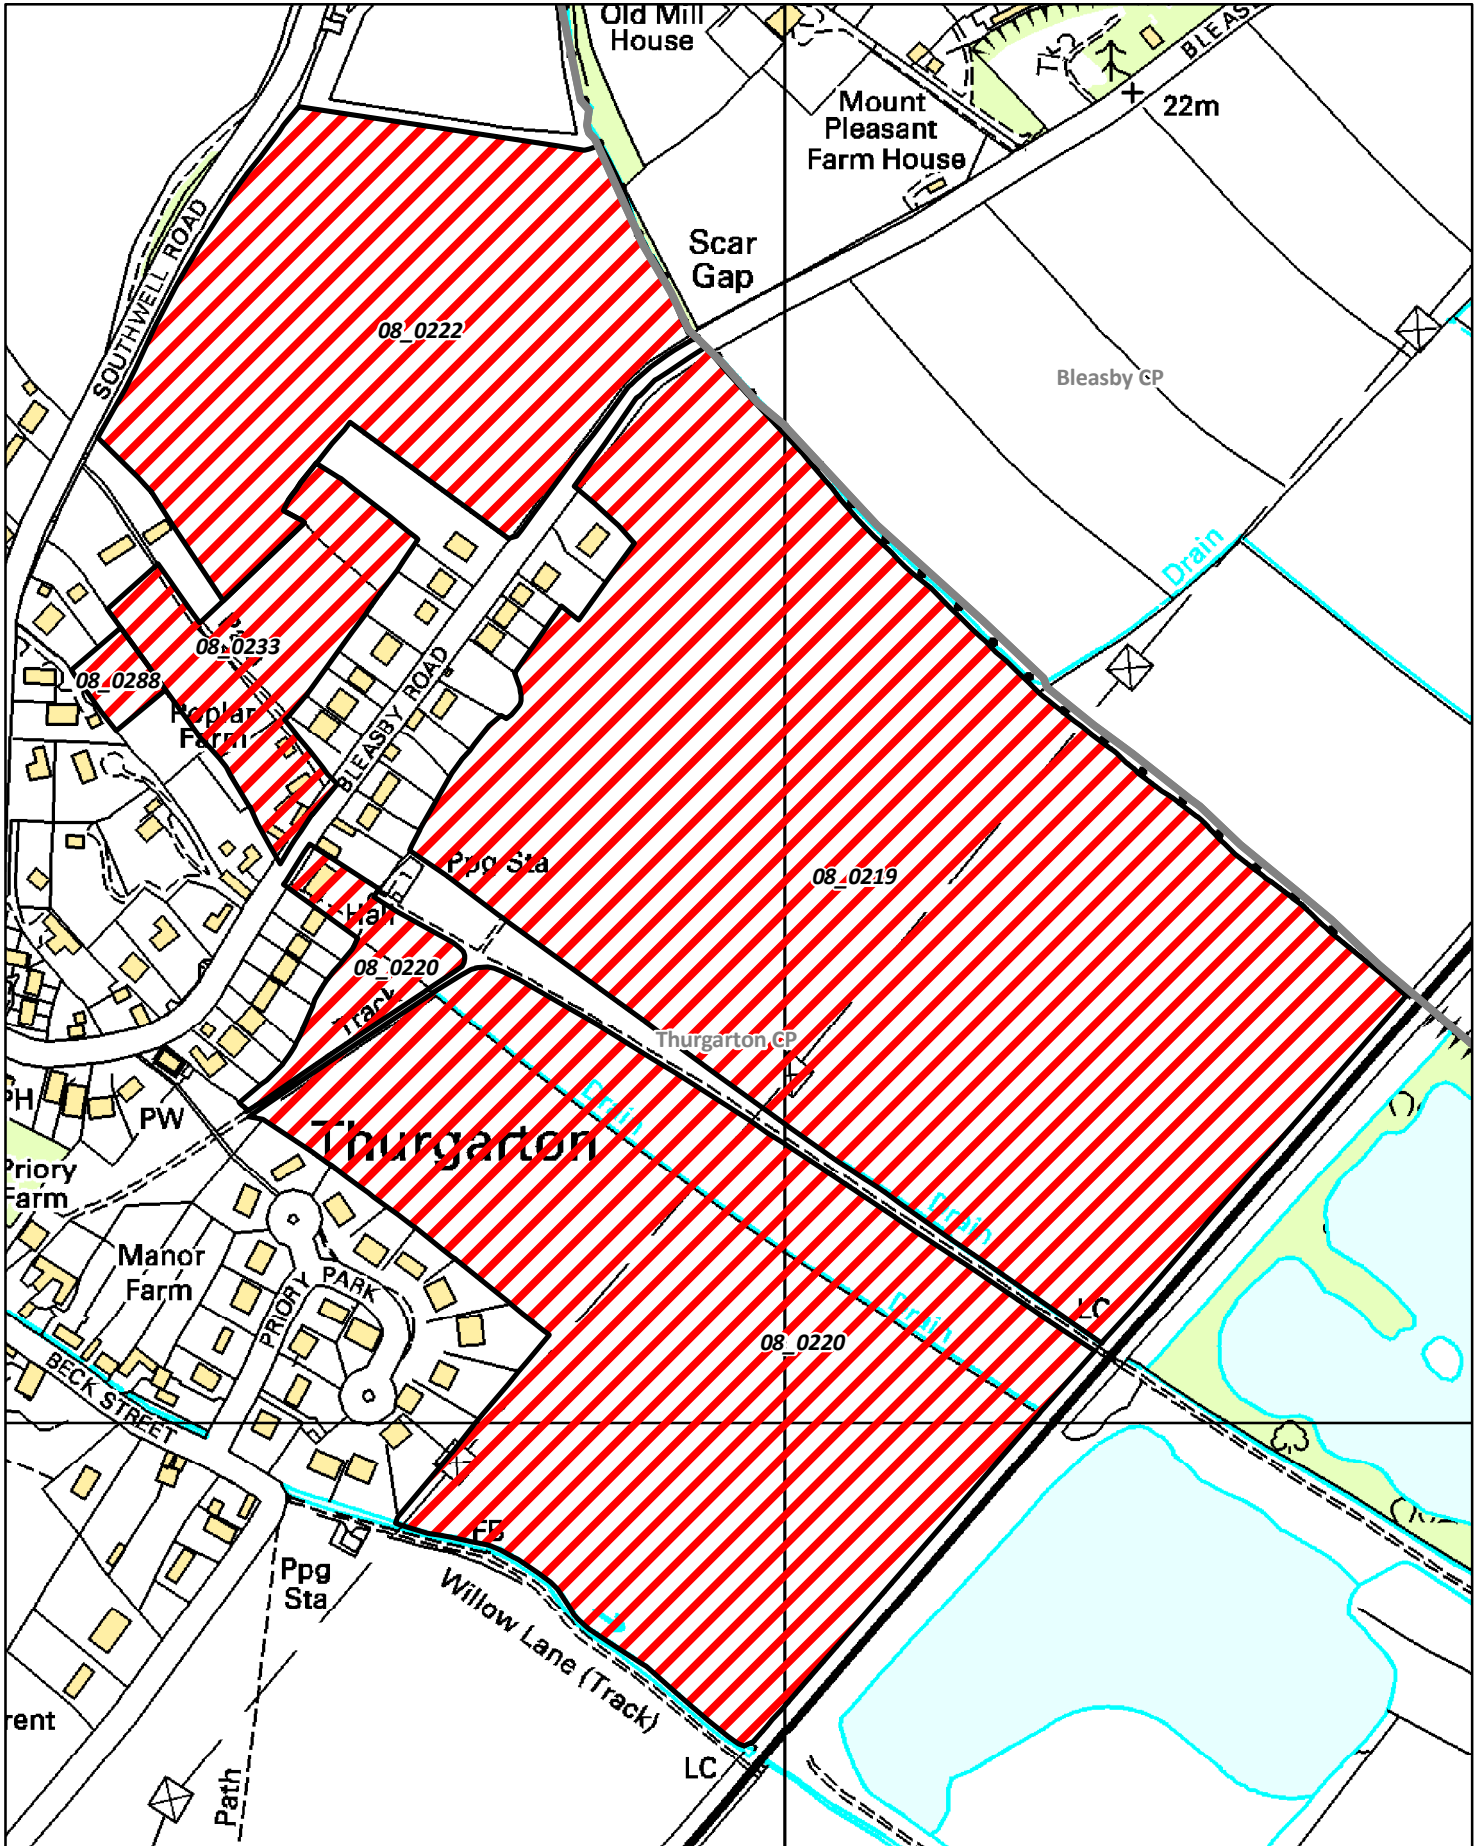 Old Mill
House
Tk
BLEASB
22m
Mount
Pleasant
Farm House
SOUTHWELL ROAD
Scar
Gap
08_0222
Bleasby CP
Drain
08_0233
08_0288
Poplar
Farm
BLEASBY ROAD
Ppg Sta
08_0219
Hall
08_0220
Track
Thurgarton CP
Drain
PH
PW
Thurgarton
Priory
Farm
Drain
Manor
Farm
PRIORY PARK
LC
Drain
08_0220
BECK STREET
FB
Ppg
Sta
Willow Lane (Track)
rent
LC
Path